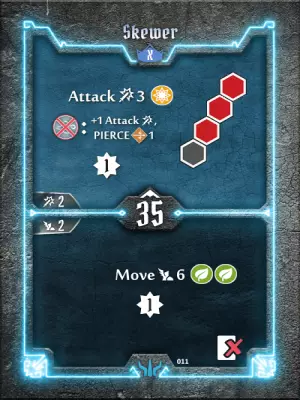 Skewer
X
Attack 3
: +1 Attack ,
PIERCE 1
1
2
35
2
Move 6
1
011